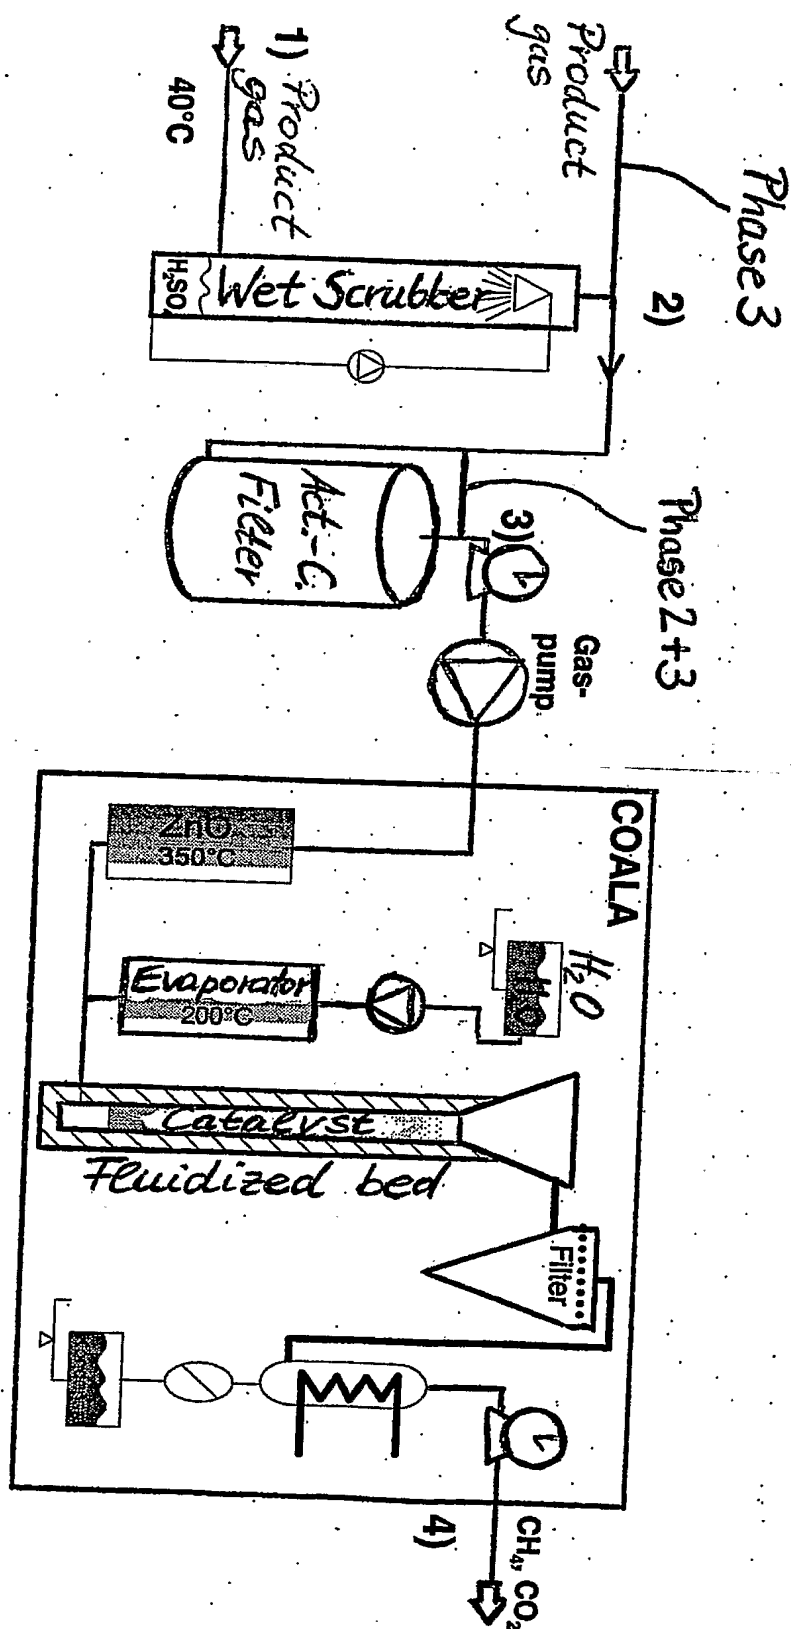 Phase 3
Product
gas
1) Product
gas
40°C
2)
H₂SO₄
Wet Scrubber
Phase 2+3
3)
Act.-C.
Filter
Gas-
pump
COALA
ZnO
350°C
H₂O
H₂O
Evaporator
200°C
Catalyst
Fluidized bed
Filter
4)
CH₄, CO₂